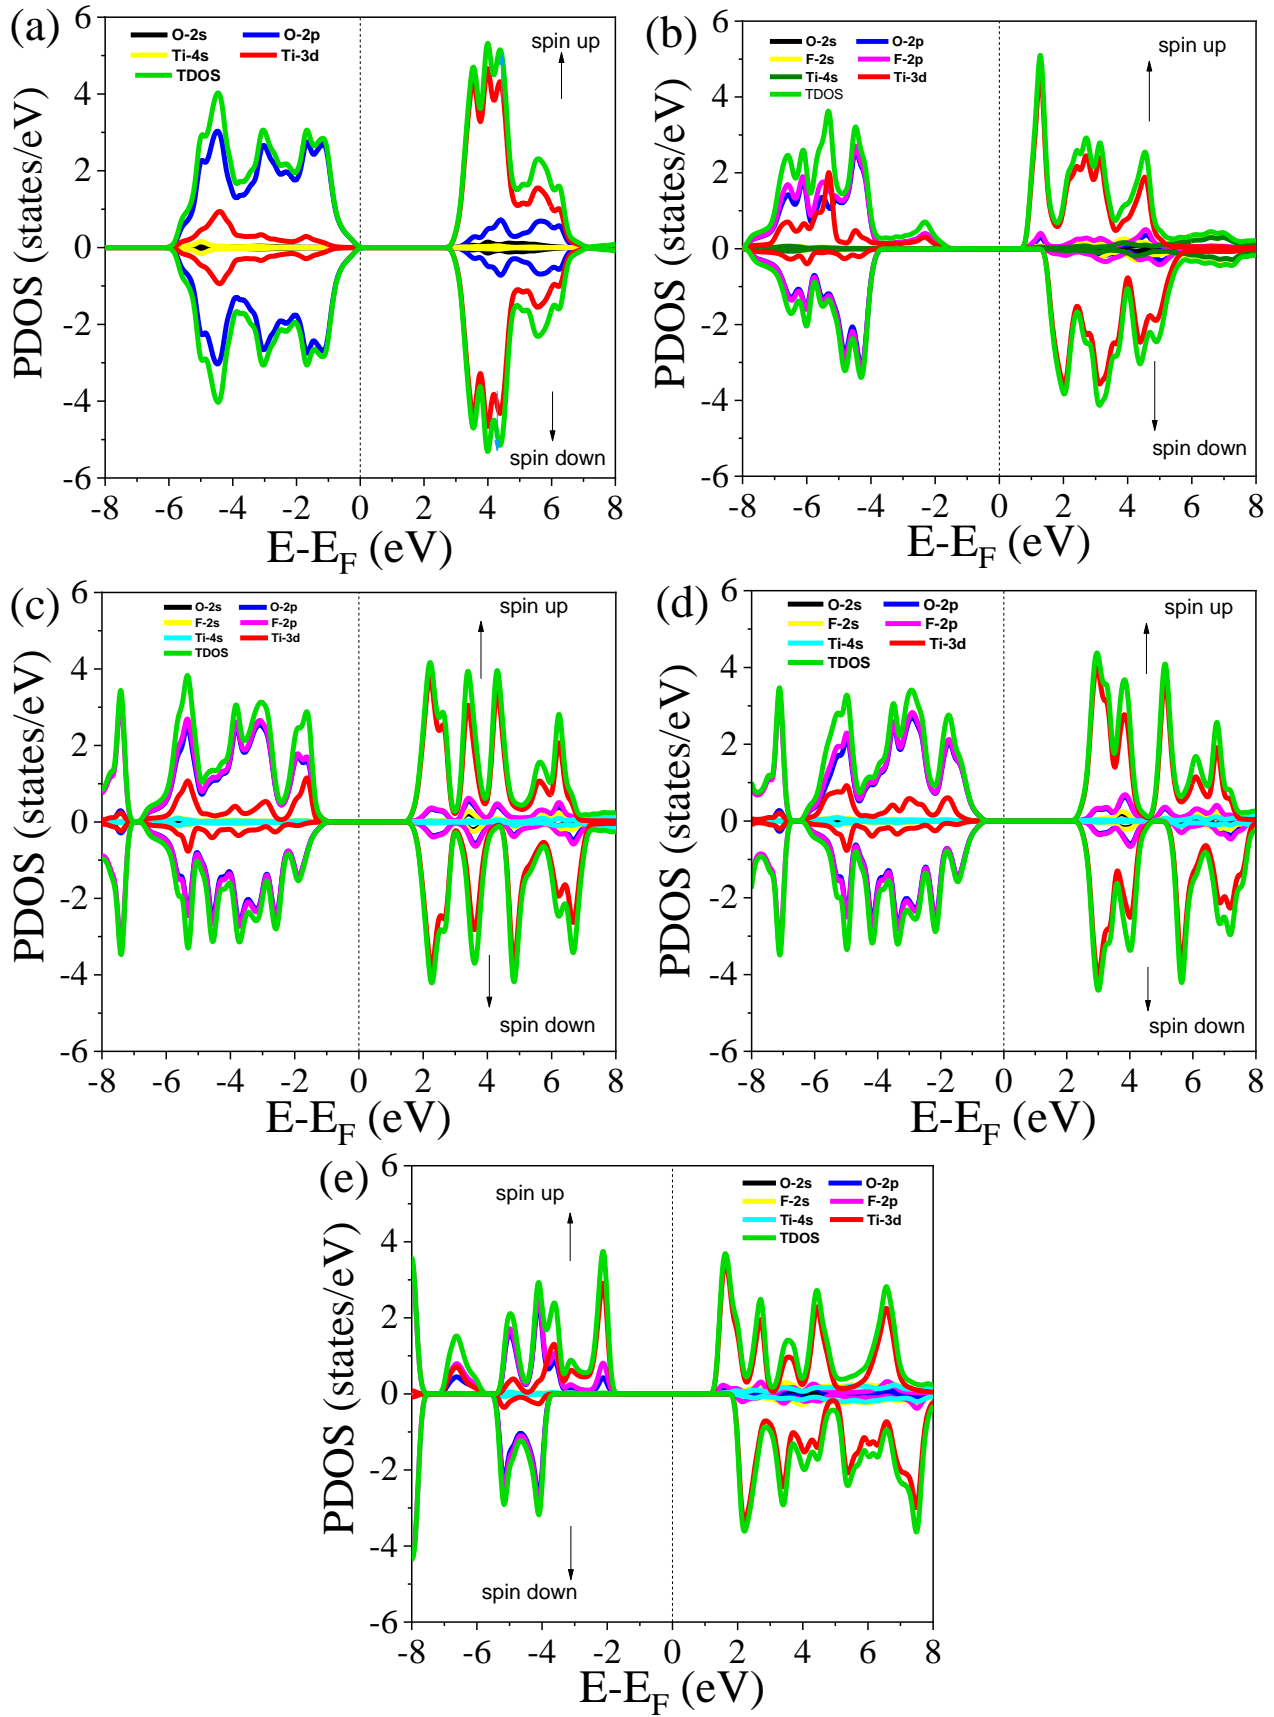 (a)
O-2s O-2p
Ti-4s Ti-3d
TDOS
spin up
spin down
PDOS (states/eV)
6
4
2
0
-2
-4
-6
-8 -6 -4 -2 0 2 4 6 8
E-E_F (eV)
(b)
O-2s O-2p
F-2s F-2p
Ti-4s Ti-3d
TDOS
spin up
spin down
PDOS (states/eV)
6
4
2
0
-2
-4
-6
-8 -6 -4 -2 0 2 4 6 8
E-E_F (eV)
(c)
O-2s O-2p
F-2s F-2p
Ti-4s Ti-3d
TDOS
spin up
spin down
PDOS (states/eV)
6
4
2
0
-2
-4
-6
-8 -6 -4 -2 0 2 4 6 8
E-E_F (eV)
(d)
O-2s O-2p
F-2s F-2p
Ti-4s Ti-3d
TDOS
spin up
spin down
PDOS (states/eV)
6
4
2
0
-2
-4
-6
-8 -6 -4 -2 0 2 4 6 8
E-E_F (eV)
(e)
spin up
O-2s O-2p
F-2s F-2p
Ti-4s Ti-3d
TDOS
spin down
PDOS (states/eV)
6
4
2
0
-2
-4
-6
-8 -6 -4 -2 0 2 4 6 8
E-E_F (eV)